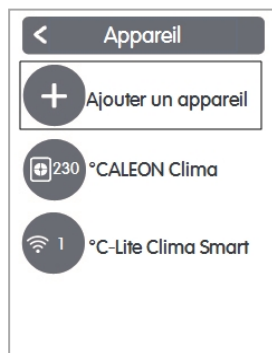 Appareil
Ajouter un appareil
230 °CALEON Clima
1 °C-Lite Clima Smart